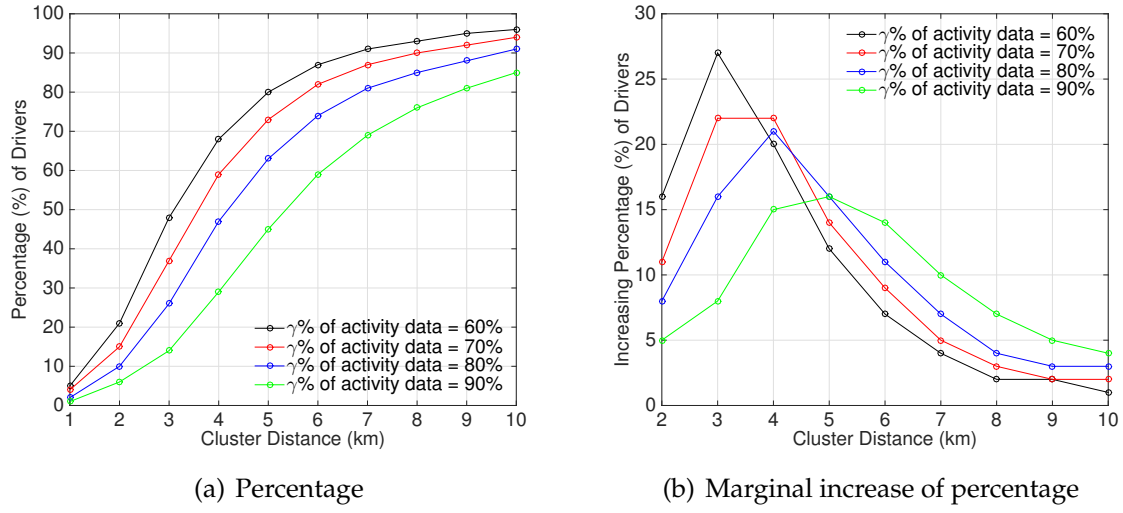 100
90
80
70
60
50
40
30
20
10
0
Percentage (%) of Drivers
γ% of activity data = 60%
γ% of activity data = 70%
γ% of activity data = 80%
γ% of activity data = 90%
1 2 3 4 5 6 7 8 9 10
Cluster Distance (km)
(a) Percentage
30
25
20
15
10
5
0
Increasing Percentage (%) of Drivers
γ% of activity data = 60%
γ% of activity data = 70%
γ% of activity data = 80%
γ% of activity data = 90%
2 3 4 5 6 7 8 9 10
Cluster Distance (km)
(b) Marginal increase of percentage